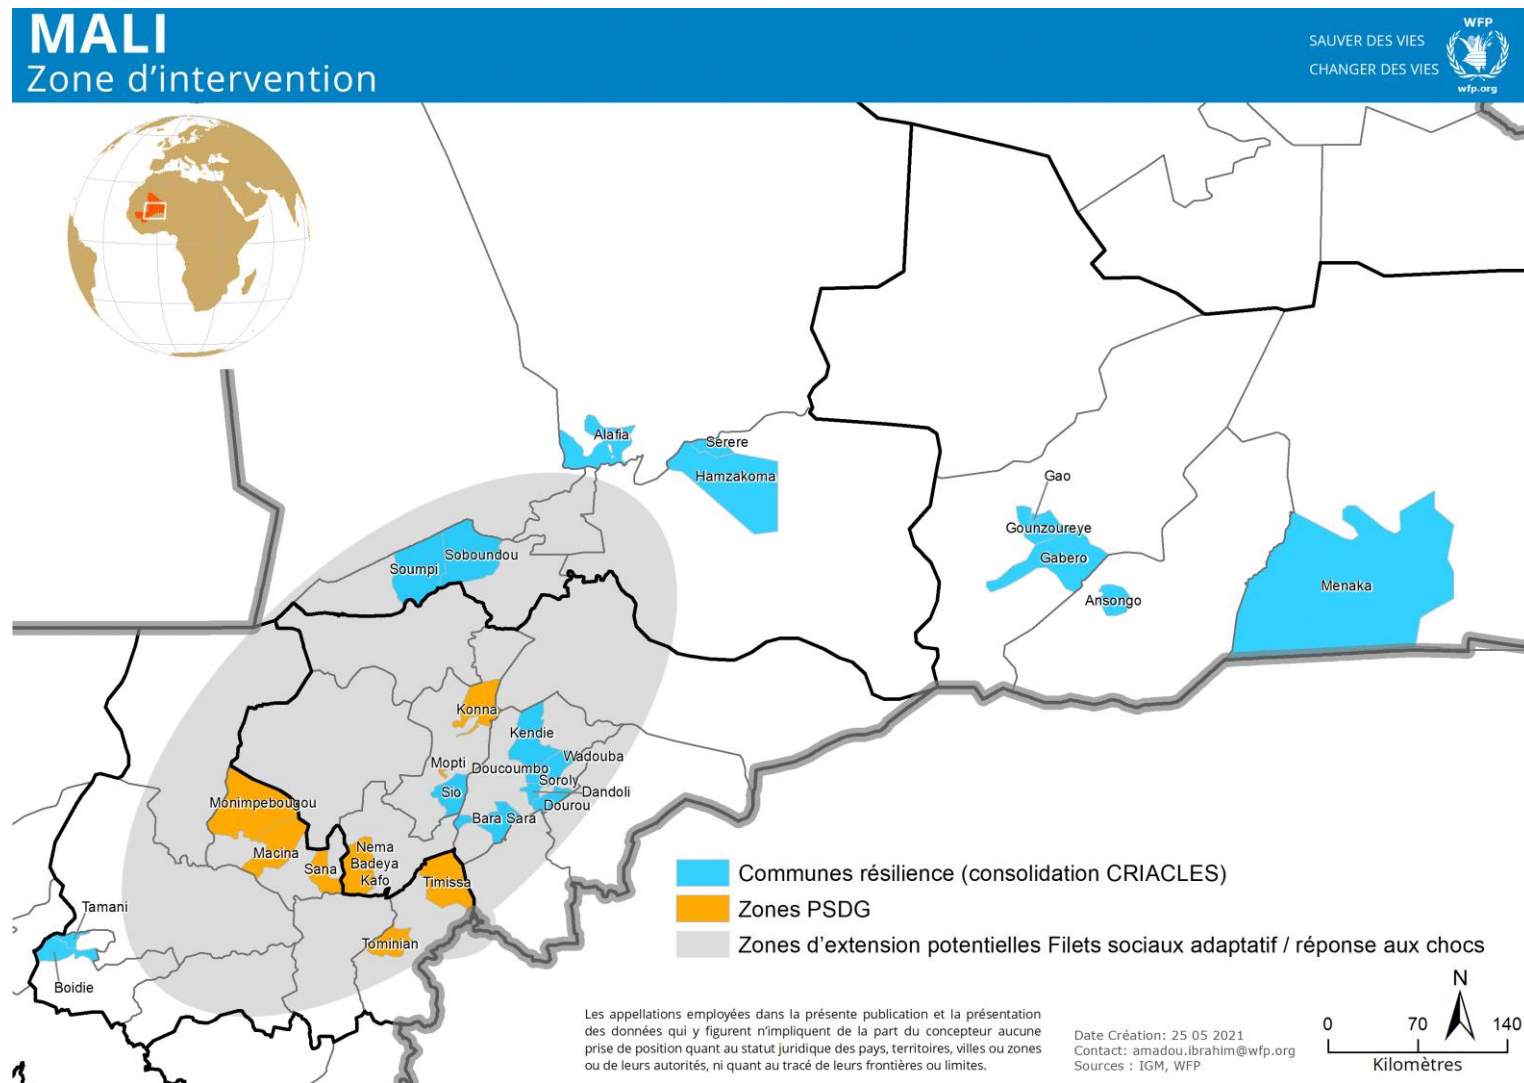 MALI
Zone d'intervention
SAUVER DES VIES
CHANGER DES VIES
WFP
wfp.org
Alafia
Serere
Hamzakoma
Gao
Gounzoureye
Gabero
Ansongo
Menaka
Soboundou
Soumpi
Konna
Kendie
Wadouba
Mopti
Doucoumbo
Soroly
Sio
Dandoli
Dourou
Bara Sara
Monimpebougou
Macina
Sana
Nema
Badeya
Kafo
Timissa
Tominian
Tamani
Boidie
Communes résilience (consolidation CRIACLES)
Zones PSDG
Zones d'extension potentielles Filets sociaux adaptatif / réponse aux chocs
Les appellations employées dans la présente publication et la présentation
des données qui y figurent n'impliquent de la part du concepteur aucune
prise de position quant au statut juridique des pays, territoires, villes ou zones
ou de leurs autorités, ni quant au tracé de leurs frontières ou limites.
Date Création: 25 05 2021
Contact: amadou.ibrahim@wfp.org
Sources : IGM, WFP
N
0 70 140
Kilomètres